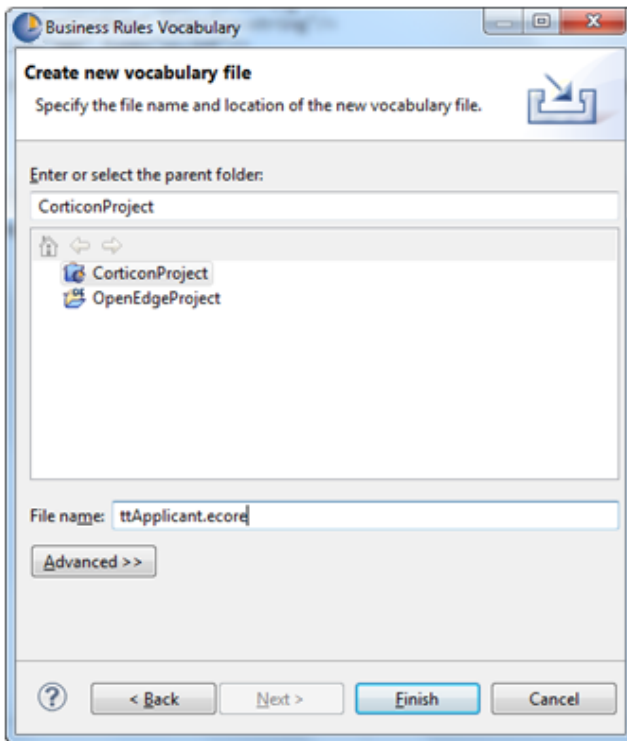 Business Rules Vocabulary
Create new vocabulary file
Specify the file name and location of the new vocabulary file.
Enter or select the parent folder:
CorticonProject
CorticonProject
OpenEdgeProject
File name: ttApplicant.ecore
Advanced >>
? < Back Next > Finish Cancel